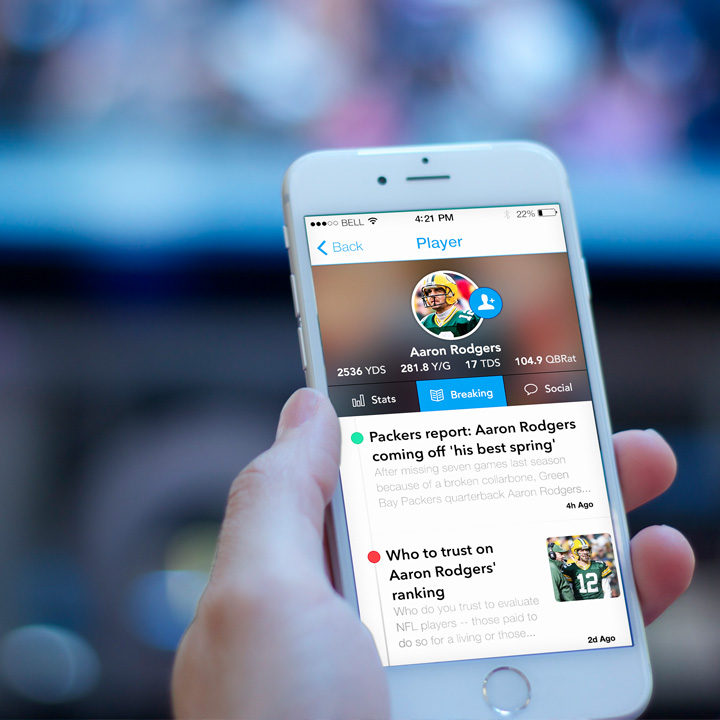 BELL 4:21 PM 22%
Back Player
Aaron Rodgers
2536 YDS 281.8 Y/G 17 TDS 104.9 QBRat
Stats Breaking Social
Packers report: Aaron Rodgers
coming off 'his best spring'
After missing seven games last season
because of a broken collarbone, Green
Bay Packers quarterback Aaron Rodgers...
4h Ago
Who to trust on
Aaron Rodgers'
ranking
12
Who do you trust to evaluate
NFL players -- those paid to
do so for a living or those...
2d Ago